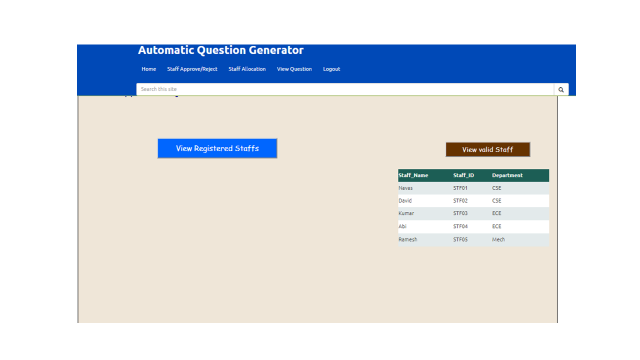 Automatic Question Generator
Home Staff Approve/Reject Staff Allocation View Question Logout
Search this site
View Registered Staffs
View valid Staff
Staff_Name Staff_ID Department
Navas STF01 CSE
David STF02 CSE
Kumar STF03 ECE
Abi STF04 ECE
Ramesh STF05 Mech